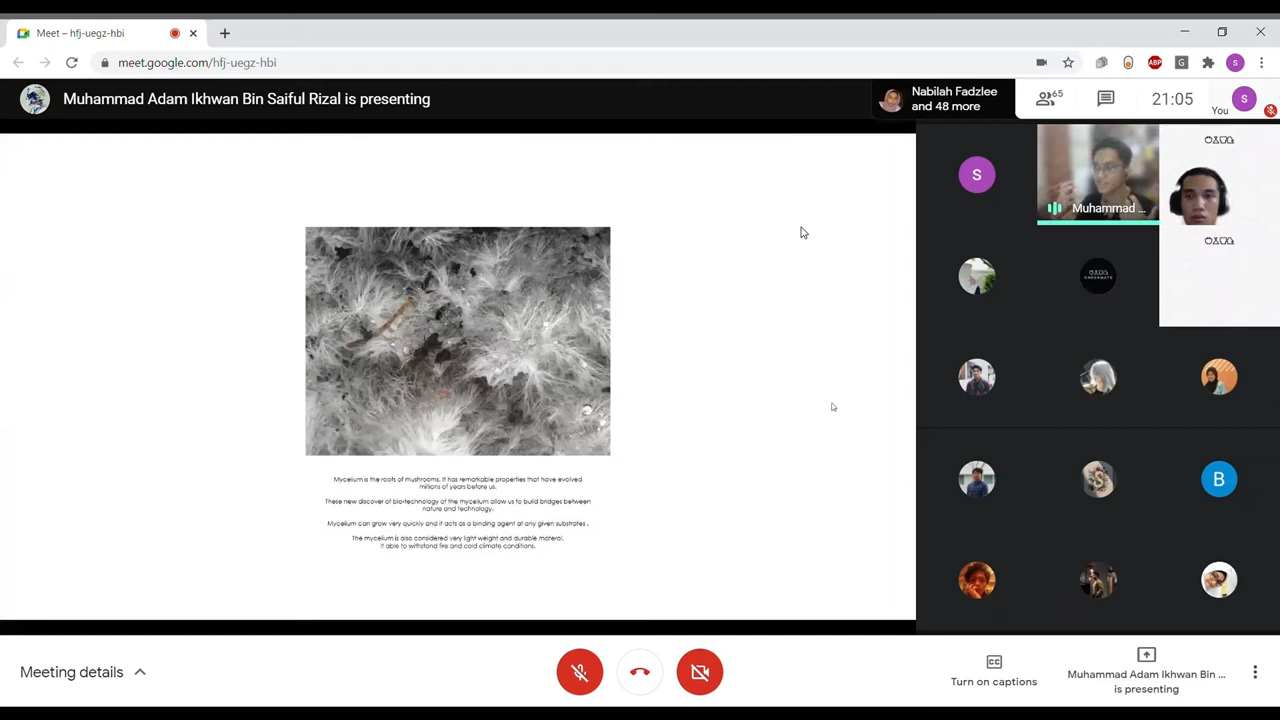 Meet – hfj-uegz-hbi
meet.google.com/hfj-uegz-hbi
ABP
G
S
Muhammad Adam Ikhwan Bin Saiful Rizal is presenting
Nabilah Fadzlee
and 48 more
65
21:05
You
S
S
Muhammad ...
B
Mycelium is the roots of mushrooms. It has remarkable properties that have evolved
millions of years before us.
These new discover of bio-technology of the mycelium allow us to build bridges between
nature and technology.
Mycelium can grow very quickly and it acts as a binding agent at any given substrates .
The mycelium is also considered very light weight and durable material.
It able to withstand fire and cold climate conditions.
Meeting details
CC
Turn on captions
Muhammad Adam Ikhwan Bin ...
is presenting